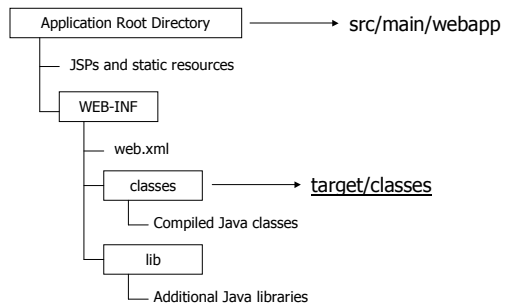 Application Root Directory
src/main/webapp
JSPs and static resources
WEB-INF
web.xml
classes
target/classes
Compiled Java classes
lib
Additional Java libraries